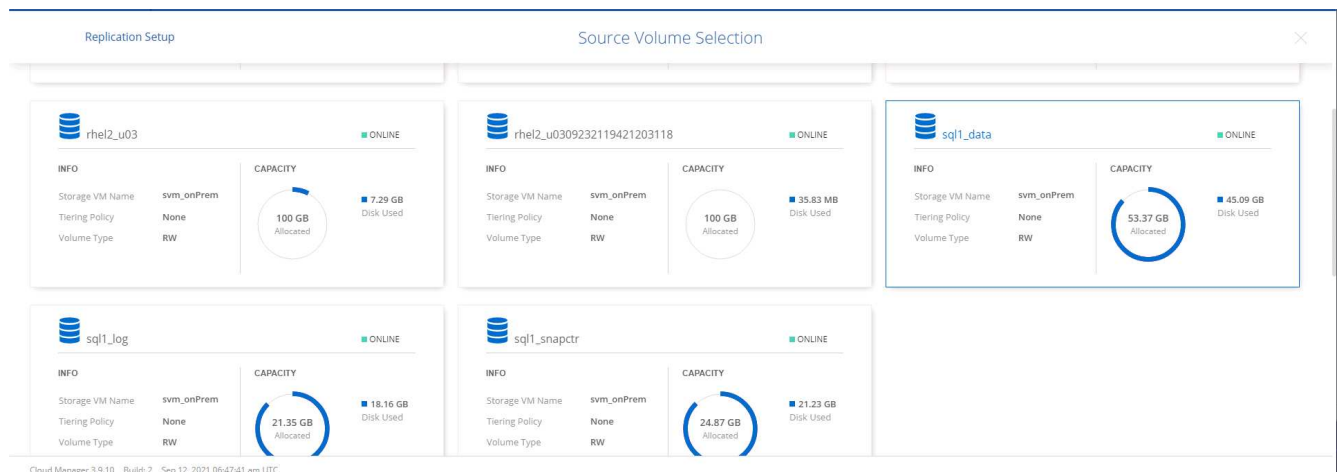 Replication Setup
Source Volume Selection
rhel2_u03
ONLINE
INFO
CAPACITY
Storage VM Name svm_onPrem
Tiering Policy None
Volume Type RW
100 GB
Allocated
7.29 GB
Disk Used
rhel2_u0309232119421203118
ONLINE
INFO
CAPACITY
Storage VM Name svm_onPrem
Tiering Policy None
Volume Type RW
100 GB
Allocated
35.83 MB
Disk Used
sql1_data
ONLINE
INFO
CAPACITY
Storage VM Name svm_onPrem
Tiering Policy None
Volume Type RW
53.37 GB
Allocated
45.09 GB
Disk Used
sql1_log
ONLINE
INFO
CAPACITY
Storage VM Name svm_onPrem
Tiering Policy None
Volume Type RW
21.35 GB
Allocated
18.16 GB
Disk Used
sql1_snapctr
ONLINE
INFO
CAPACITY
Storage VM Name svm_onPrem
Tiering Policy None
Volume Type RW
24.87 GB
Allocated
21.23 GB
Disk Used
Cloud Manager 3.9.10 Build: 2 Sep 12, 2021 06:47:41 am UTC